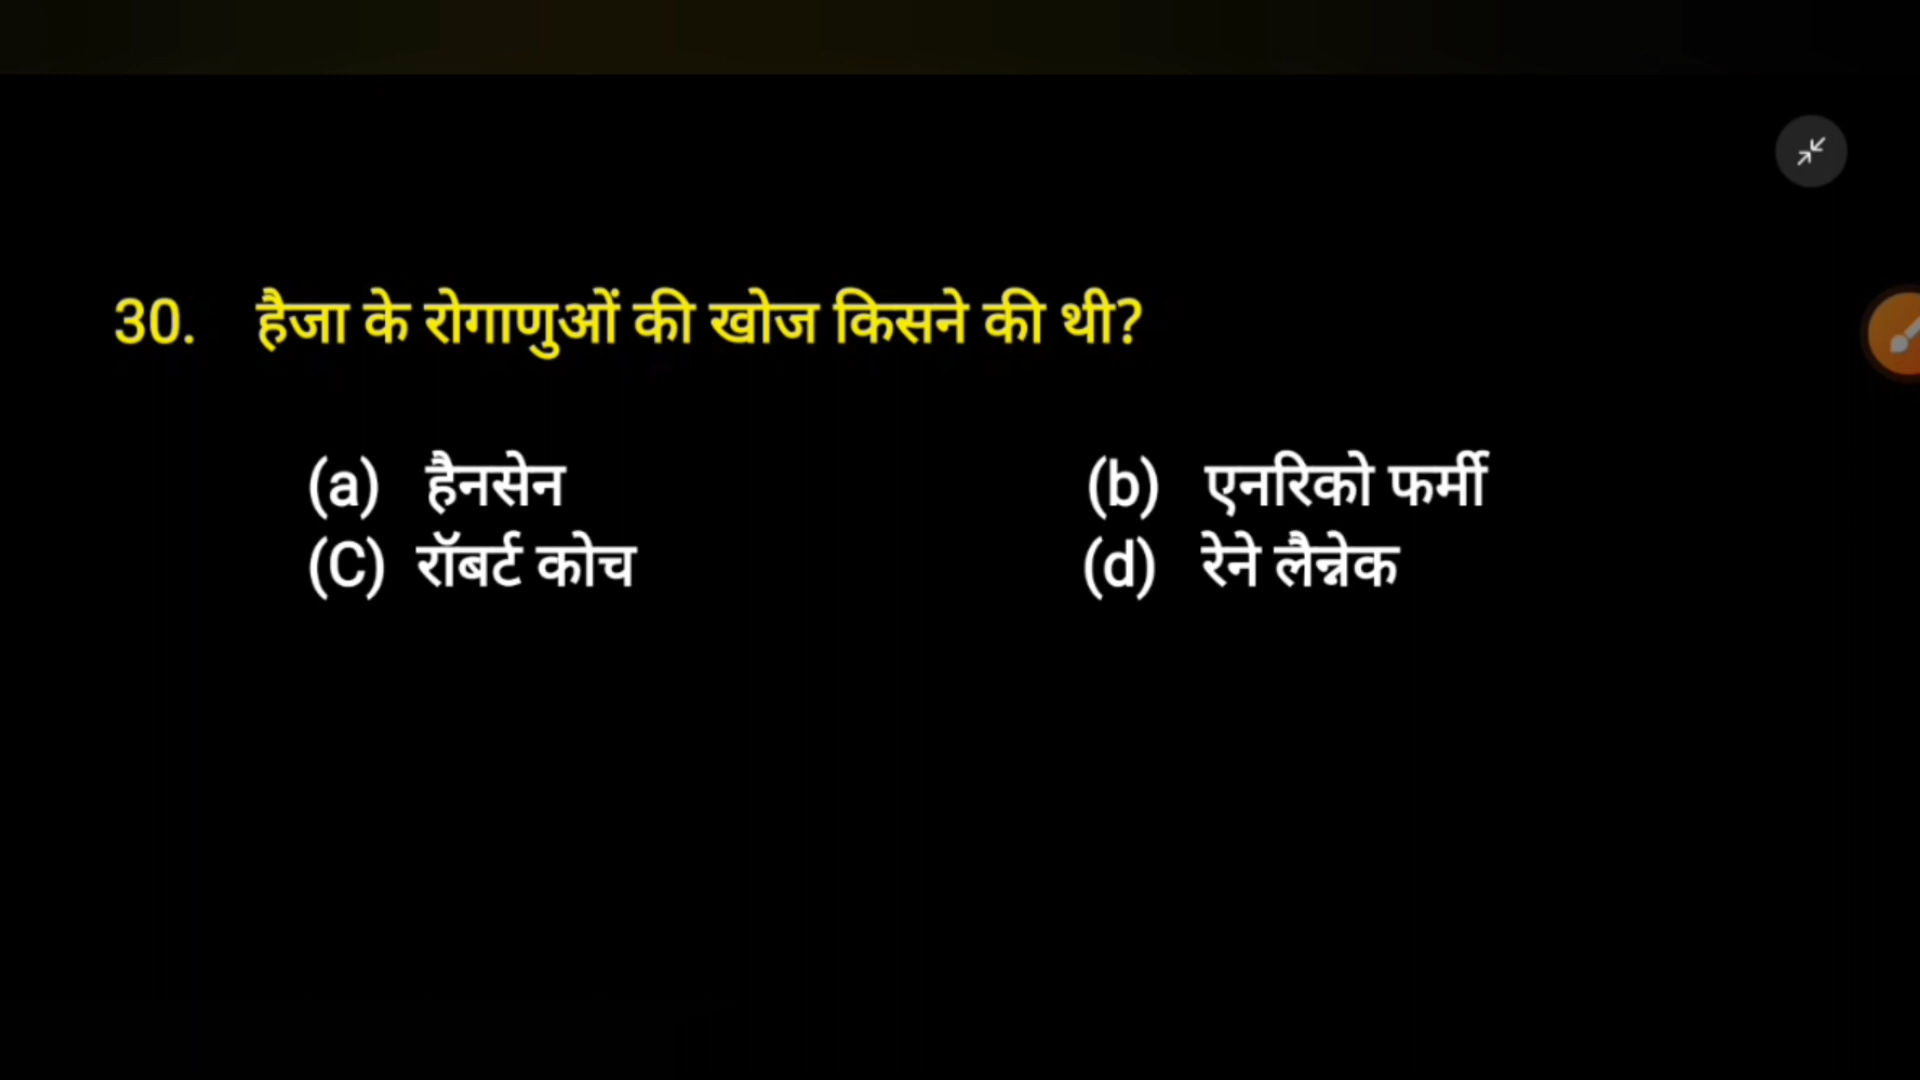 30. हैजा के रोगाणुओं की खोज किसने की थी?
(a) हैनसेन (b) एनरिको फर्मी
(C) रॉबर्ट कोच (d) रेने लैन्नेक